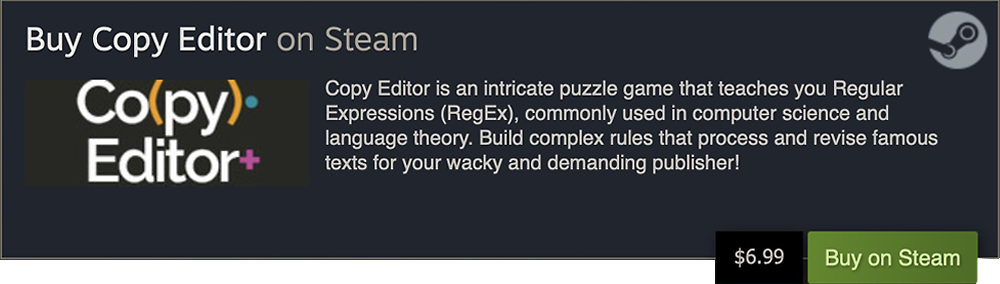 Buy Copy Editor on Steam
Co(py)•
Editor+
Copy Editor is an intricate puzzle game that teaches you Regular
Expressions (RegEx), commonly used in computer science and
language theory. Build complex rules that process and revise famous
texts for your wacky and demanding publisher!
$6.99
Buy on Steam